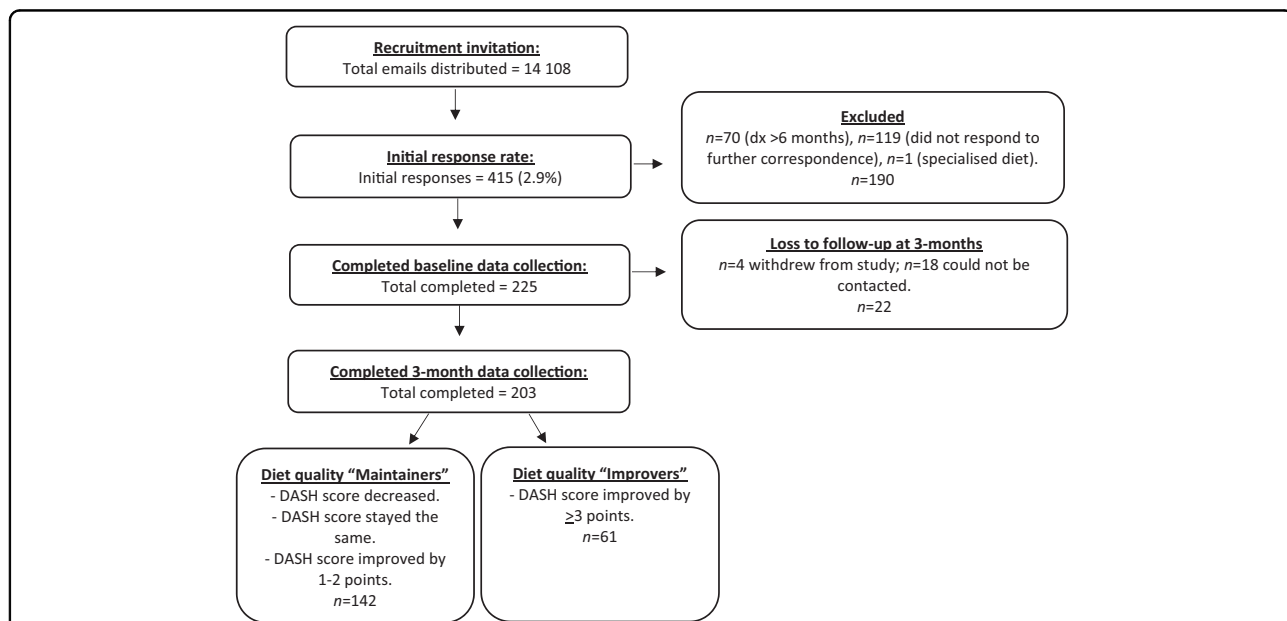 Recruitment invitation:
Total emails distributed = 14 108
Excluded
n=70 (dx >6 months), n=119 (did not respond to
further correspondence), n=1 (specialised diet).
n=190
Initial response rate:
Initial responses = 415 (2.9%)
Loss to follow-up at 3-months
n=4 withdrew from study; n=18 could not be
contacted.
n=22
Completed baseline data collection:
Total completed = 225
Completed 3-month data collection:
Total completed = 203
Diet quality “Maintainers”
- DASH score decreased.
- DASH score stayed the
same.
- DASH score improved by
1-2 points.
n=142
Diet quality “Improvers”
- DASH score improved by
≥3 points.
n=61